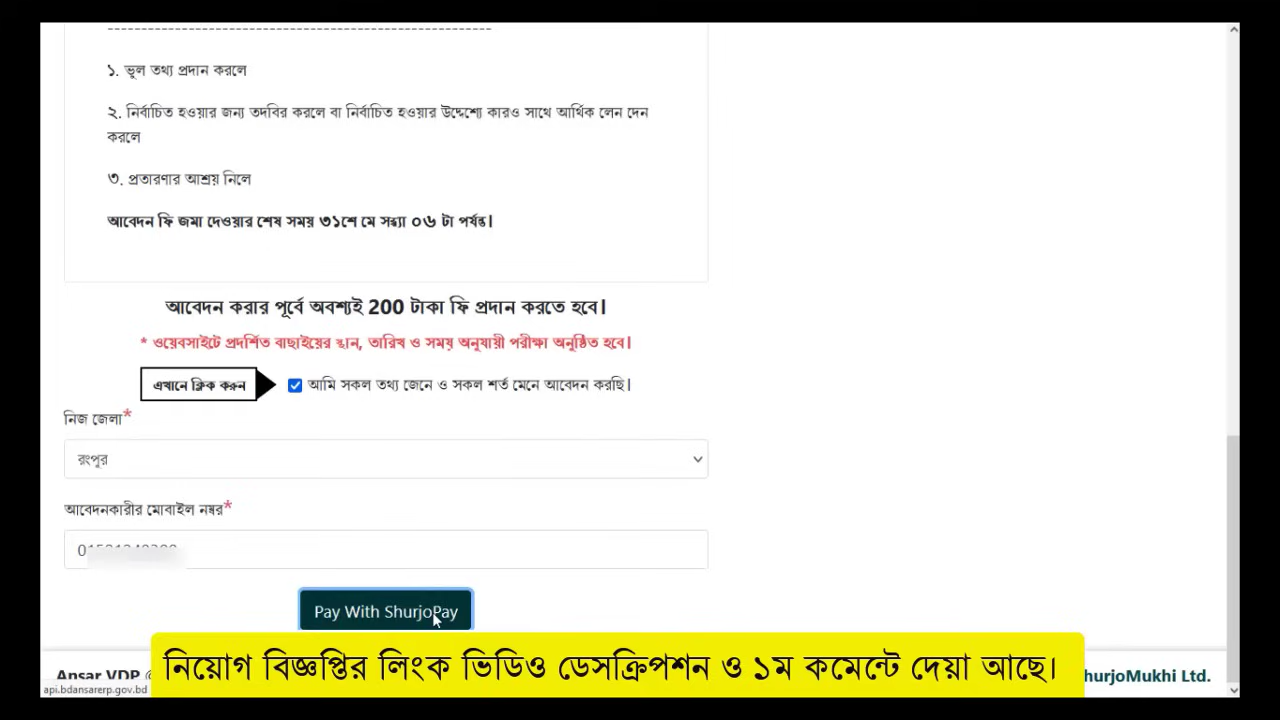 ১. ভুল তথ্য প্রদান করলে
২. নির্বাচিত হওয়ার জন্য তদবির করলে বা নির্বাচিত হওয়ার উদ্দেশ্যে কারও সাথে আর্থিক লেন দেন
করলে
৩. প্রতারণার আশ্রয় নিলে
আবেদন ফি জমা দেওয়ার শেষ সময় ৩১শে মে সন্ধ্যা ০৬ টা পর্যন্ত।
আবেদন করার পূর্বে অবশ্যই 200 টাকা ফি প্রদান করতে হবে।
* ওয়েবসাইটে প্রদর্শিত বাছাইয়ের স্থান, তারিখ ও সময় অনুযায়ী পরীক্ষা অনুষ্ঠিত হবে।
এখানে ক্লিক করুন আমি সকল তথ্য জেনে ও সকল শর্ত মেনে আবেদন করছি।
নিজ জেলা*
রংপুর
আবেদনকারীর মোবাইল নম্বর*
Pay With ShurjoPay
নিয়োগ বিজ্ঞপ্তির লিংক ভিডিও ডেসক্রিপশন ও ১ম কমেন্টে দেয়া আছে।
Ansar VDP hurjoMukhi Ltd.
api.bdansarerp.gov.bd